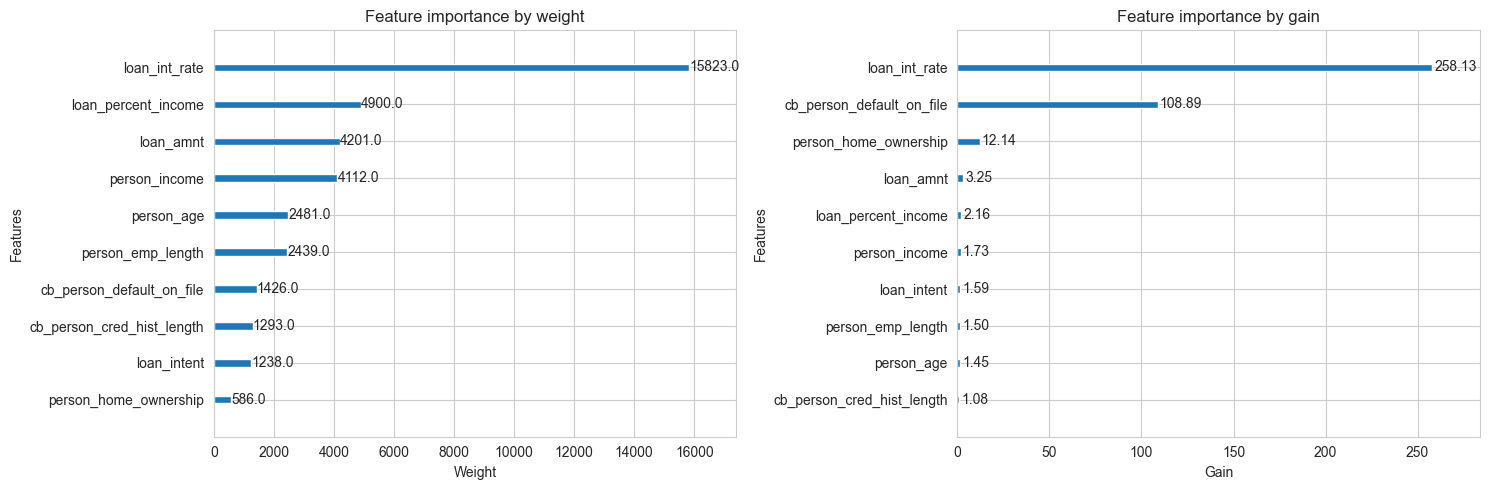 Feature importance by weight
Features
loan_int_rate 15823.0
loan_percent_income 4900.0
loan_amnt 4201.0
person_income 4112.0
person_age 2481.0
person_emp_length 2439.0
cb_person_default_on_file 1426.0
cb_person_cred_hist_length 1293.0
loan_intent 1238.0
person_home_ownership 586.0
0 2000 4000 6000 8000 10000 12000 14000 16000
Weight
Feature importance by gain
Features
loan_int_rate 258.13
cb_person_default_on_file 108.89
person_home_ownership 12.14
loan_amnt 3.25
loan_percent_income 2.16
person_income 1.73
loan_intent 1.59
person_emp_length 1.50
person_age 1.45
cb_person_cred_hist_length 1.08
0 50 100 150 200 250
Gain